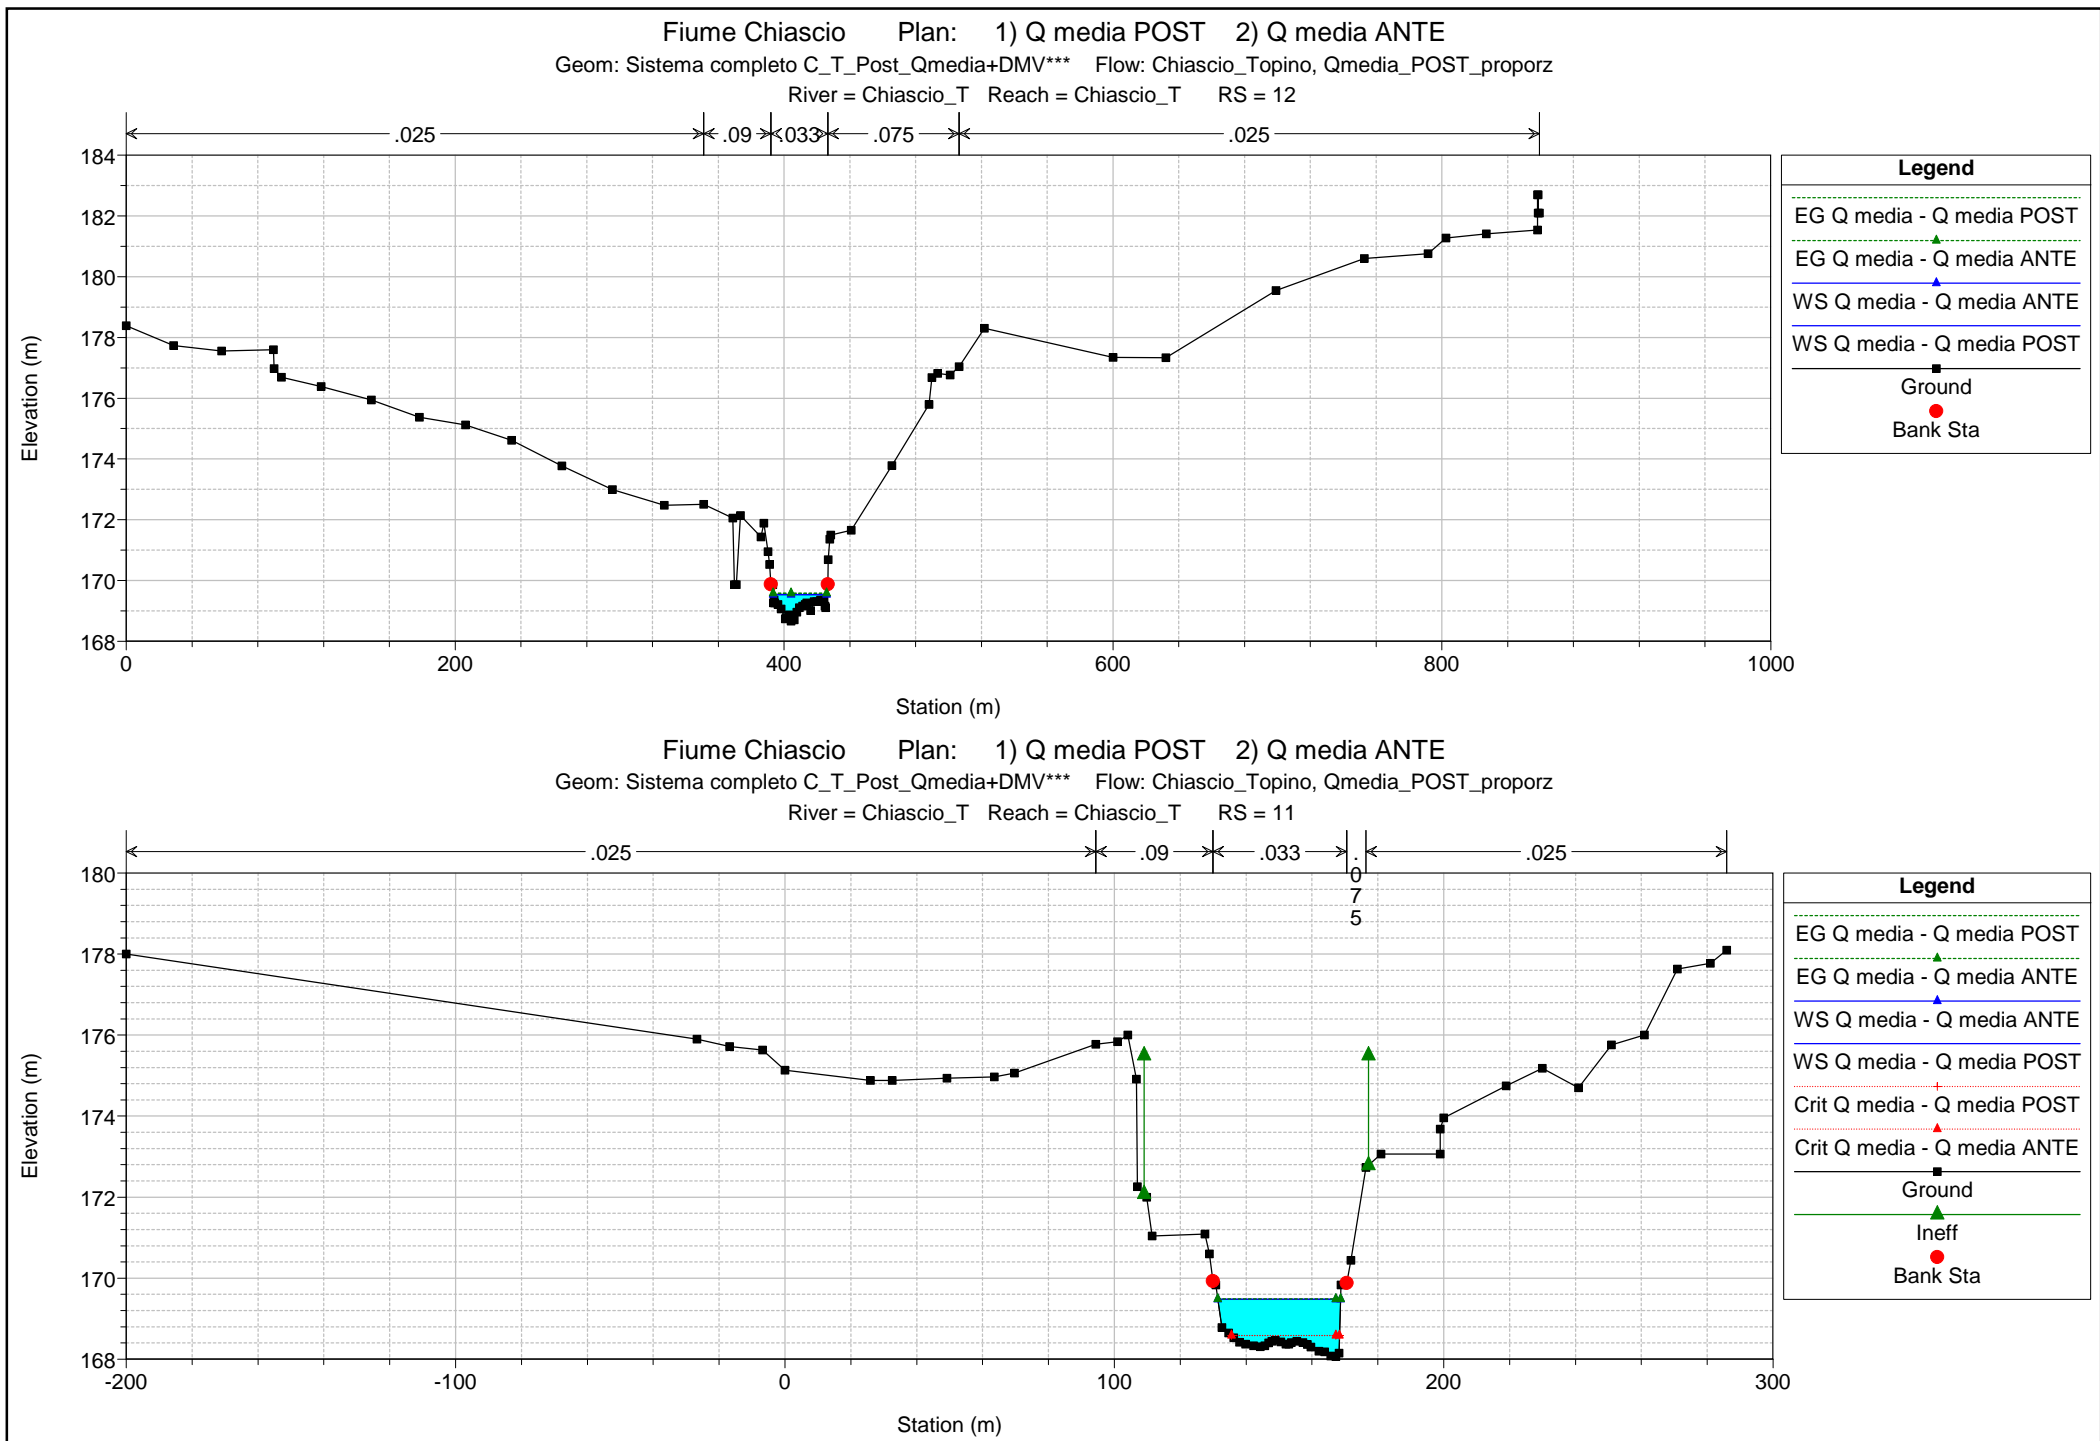 Fiume Chiascio Plan: 1) Q media POST 2) Q media ANTE
Geom: Sistema completo C_T_Post_Qmedia+DMV*** Flow: Chiascio_Topino, Qmedia_POST_proporz
River = Chiascio_T Reach = Chiascio_T RS = 12
.025 .09 .033 .075 .025
184
182
180
178
176
174
172
170
168
Elevation (m)
0 200 400 600 800 1000
Station (m)
Legend
EG Q media - Q media POST
EG Q media - Q media ANTE
WS Q media - Q media ANTE
WS Q media - Q media POST
Ground
Bank Sta
Fiume Chiascio Plan: 1) Q media POST 2) Q media ANTE
Geom: Sistema completo C_T_Post_Qmedia+DMV*** Flow: Chiascio_Topino, Qmedia_POST_proporz
River = Chiascio_T Reach = Chiascio_T RS = 11
.025 .09 .033 .075 .025
180
178
176
174
172
170
168
Elevation (m)
-200 -100 0 100 200 300
Station (m)
Legend
EG Q media - Q media POST
EG Q media - Q media ANTE
WS Q media - Q media ANTE
WS Q media - Q media POST
Crit Q media - Q media POST
Crit Q media - Q media ANTE
Ground
Ineff
Bank Sta